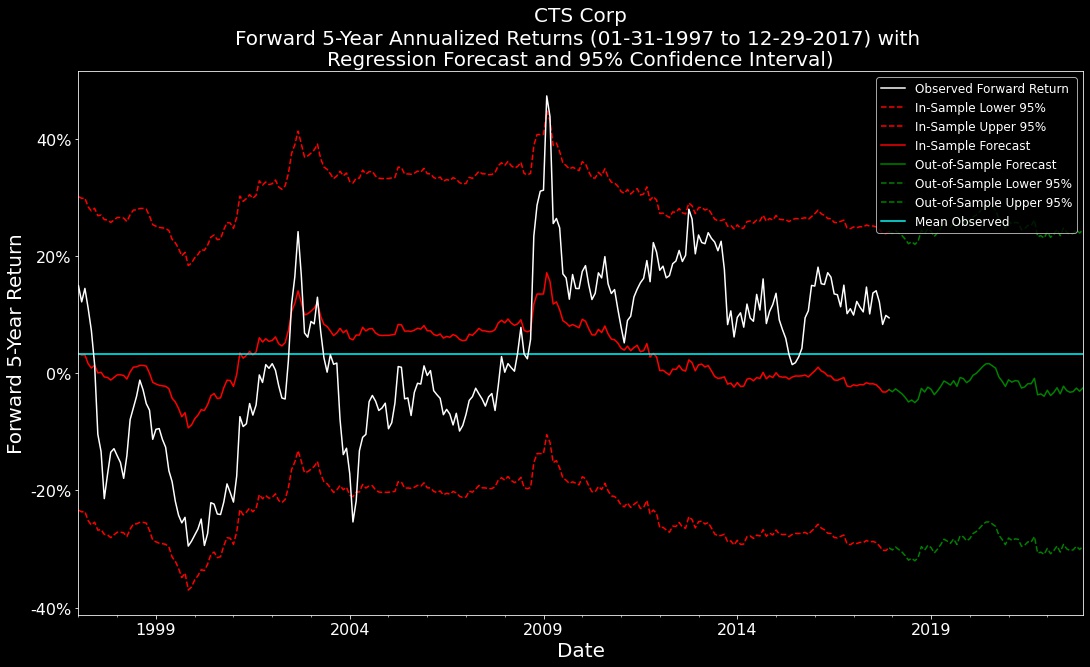 CTS Corp
Forward 5-Year Annualized Returns (01-31-1997 to 12-29-2017) with
Regression Forecast and 95% Confidence Interval)
Observed Forward Return
In-Sample Lower 95%
In-Sample Upper 95%
In-Sample Forecast
Out-of-Sample Forecast
Out-of-Sample Lower 95%
Out-of-Sample Upper 95%
Mean Observed
Forward 5-Year Return
40%
20%
0%
-20%
-40%
1999
2004
2009
2014
2019
Date